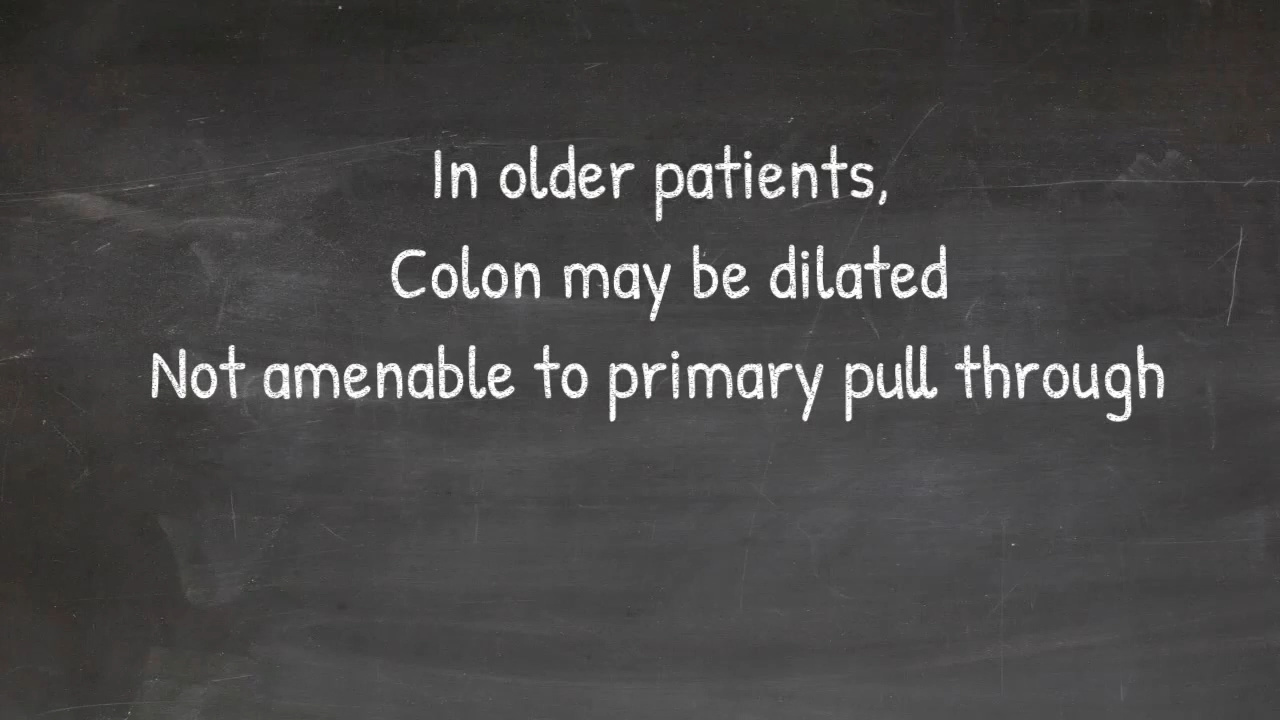 In older patients,
Colon may be dilated
Not amenable to primary pull through